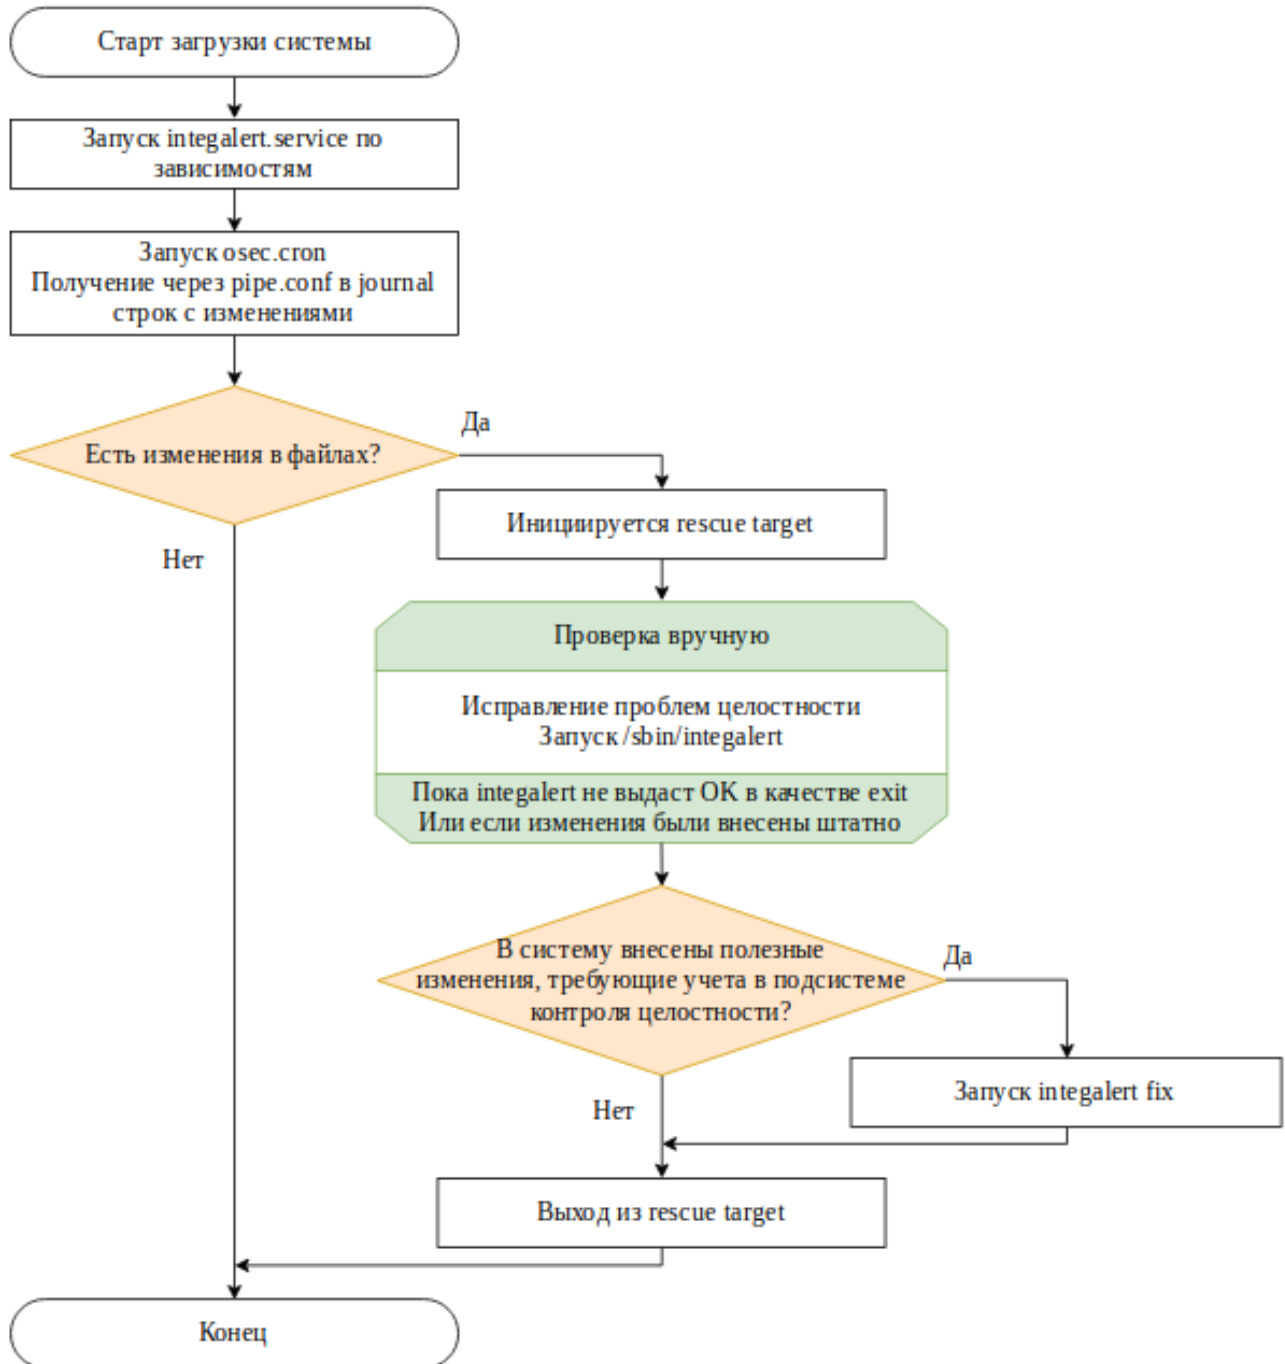 Старт загрузки системы
Запуск integalert.service по
зависимостям
Запуск osec.cron
Получение через pipe.conf в journal
строк с изменениями
Есть изменения в файлах?
Да
Нет
Инициируется rescue target
Проверка вручную
Исправление проблем целостности
Запуск /sbin/integalert
Пока integalert не выдаст OK в качестве exit
Или если изменения были внесены штатно
В систему внесены полезные
изменения, требующие учета в подсистеме
контроля целостности?
Да
Запуск integalert fix
Нет
Выход из rescue target
Конец